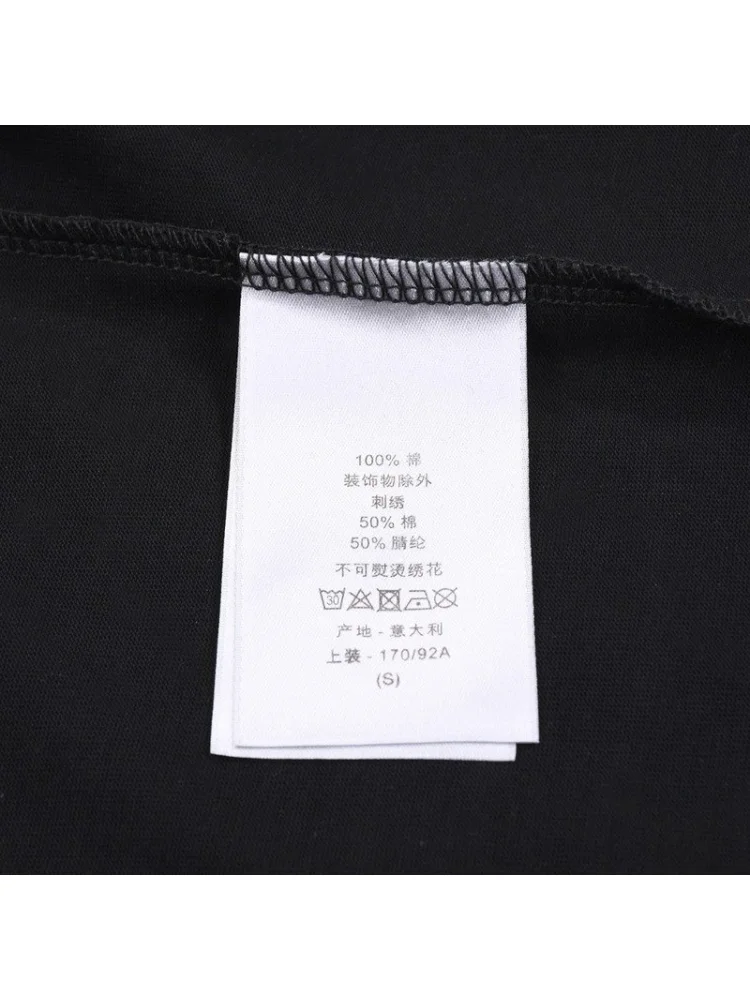 100% 棉
装饰物除外
刺绣
50% 棉
50% 腈纶
不可熨烫绣花
30
产地 - 意大利
上装 - 170/92A
(S)